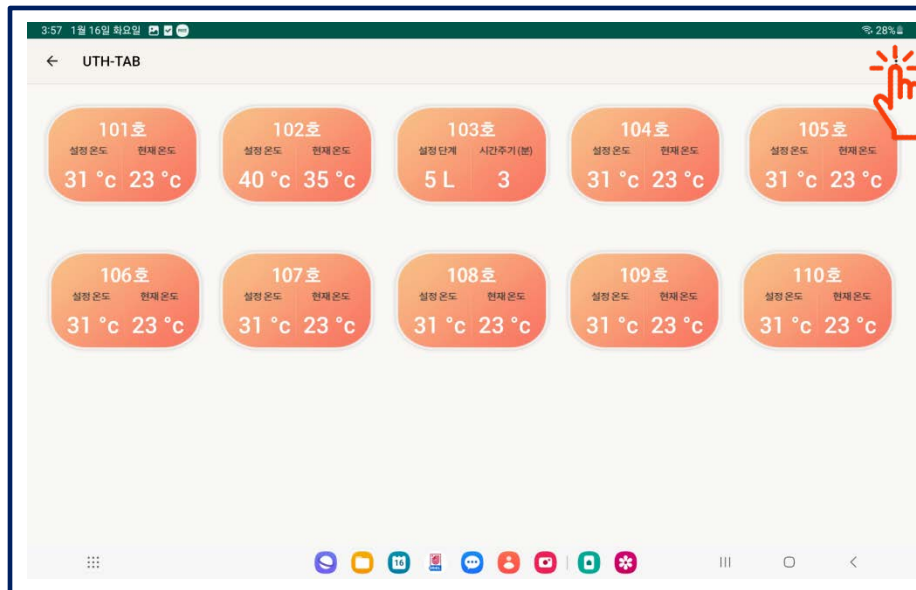 3:57 1월 16일 화요일 28%
UTH-TAB
101호
설정 온도 현재 온도
31 °c 23 °c
102호
설정 온도 현재 온도
40 °c 35 °c
103호
설정 단계 시간주기(분)
5 L 3
104호
설정 온도 현재 온도
31 °c 23 °c
105호
설정 온도 현재 온도
31 °c 23 °c
106호
설정 온도 현재 온도
31 °c 23 °c
107호
설정 온도 현재 온도
31 °c 23 °c
108호
설정 온도 현재 온도
31 °c 23 °c
109호
설정 온도 현재 온도
31 °c 23 °c
110호
설정 온도 현재 온도
31 °c 23 °c
16